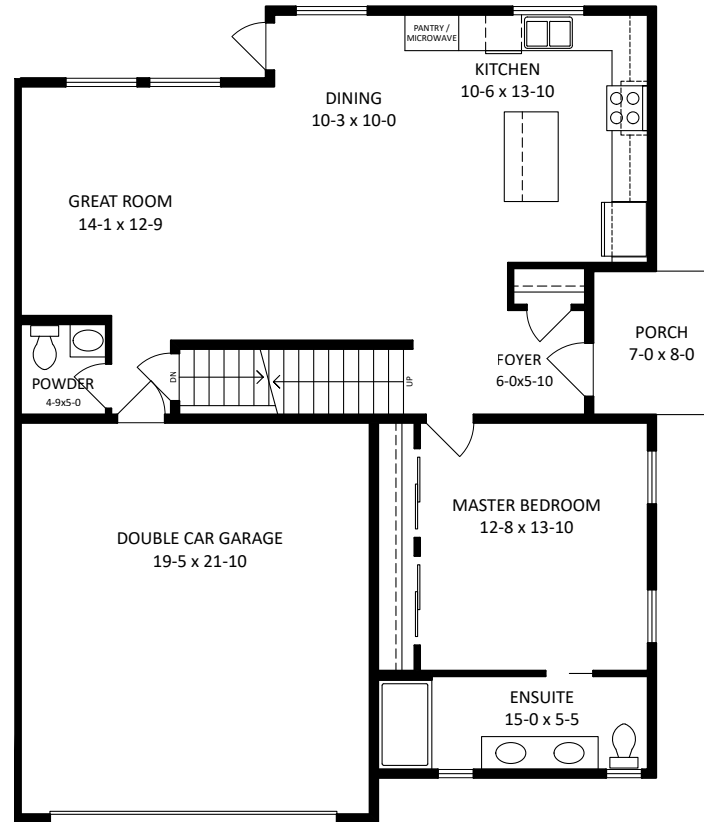 PANTRY /
MICROWAVE
KITCHEN
10-6 x 13-10
DINING
10-3 x 10-0
GREAT ROOM
14-1 x 12-9
PORCH
7-0 x 8-0
FOYER
6-0x5-10
POWDER
4-9x5-0
DN
UP
MASTER BEDROOM
12-8 x 13-10
DOUBLE CAR GARAGE
19-5 x 21-10
ENSUITE
15-0 x 5-5